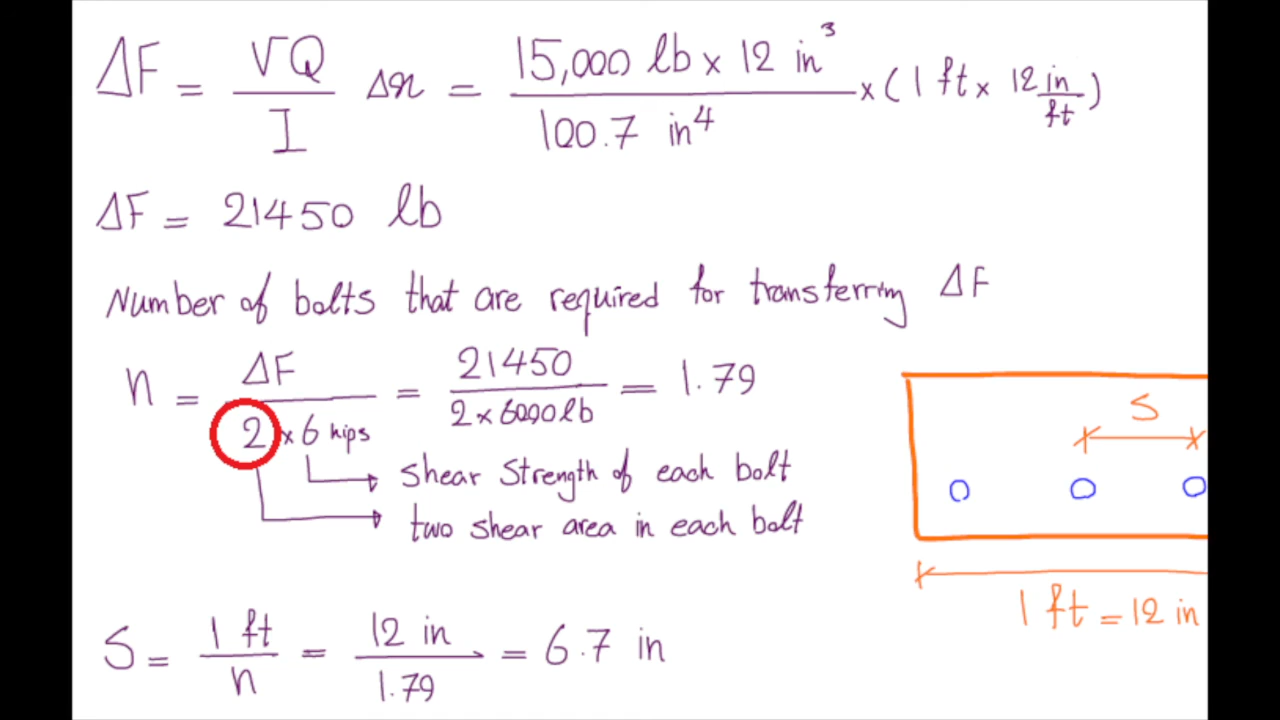 ΔF = VQ/I Δx = 15,000 lb x 12 in³ / 100.7 in⁴ x (1 ft x 12 in/ft)
ΔF = 21450 lb
Number of bolts that are required for transferring ΔF
n = ΔF / 2 x 6 kips = 21450 / 2 x 6000 lb = 1.79
shear strength of each bolt
two shear area in each bolt
S
1 ft = 12 in
S = 1 ft / n = 12 in / 1.79 = 6.7 in